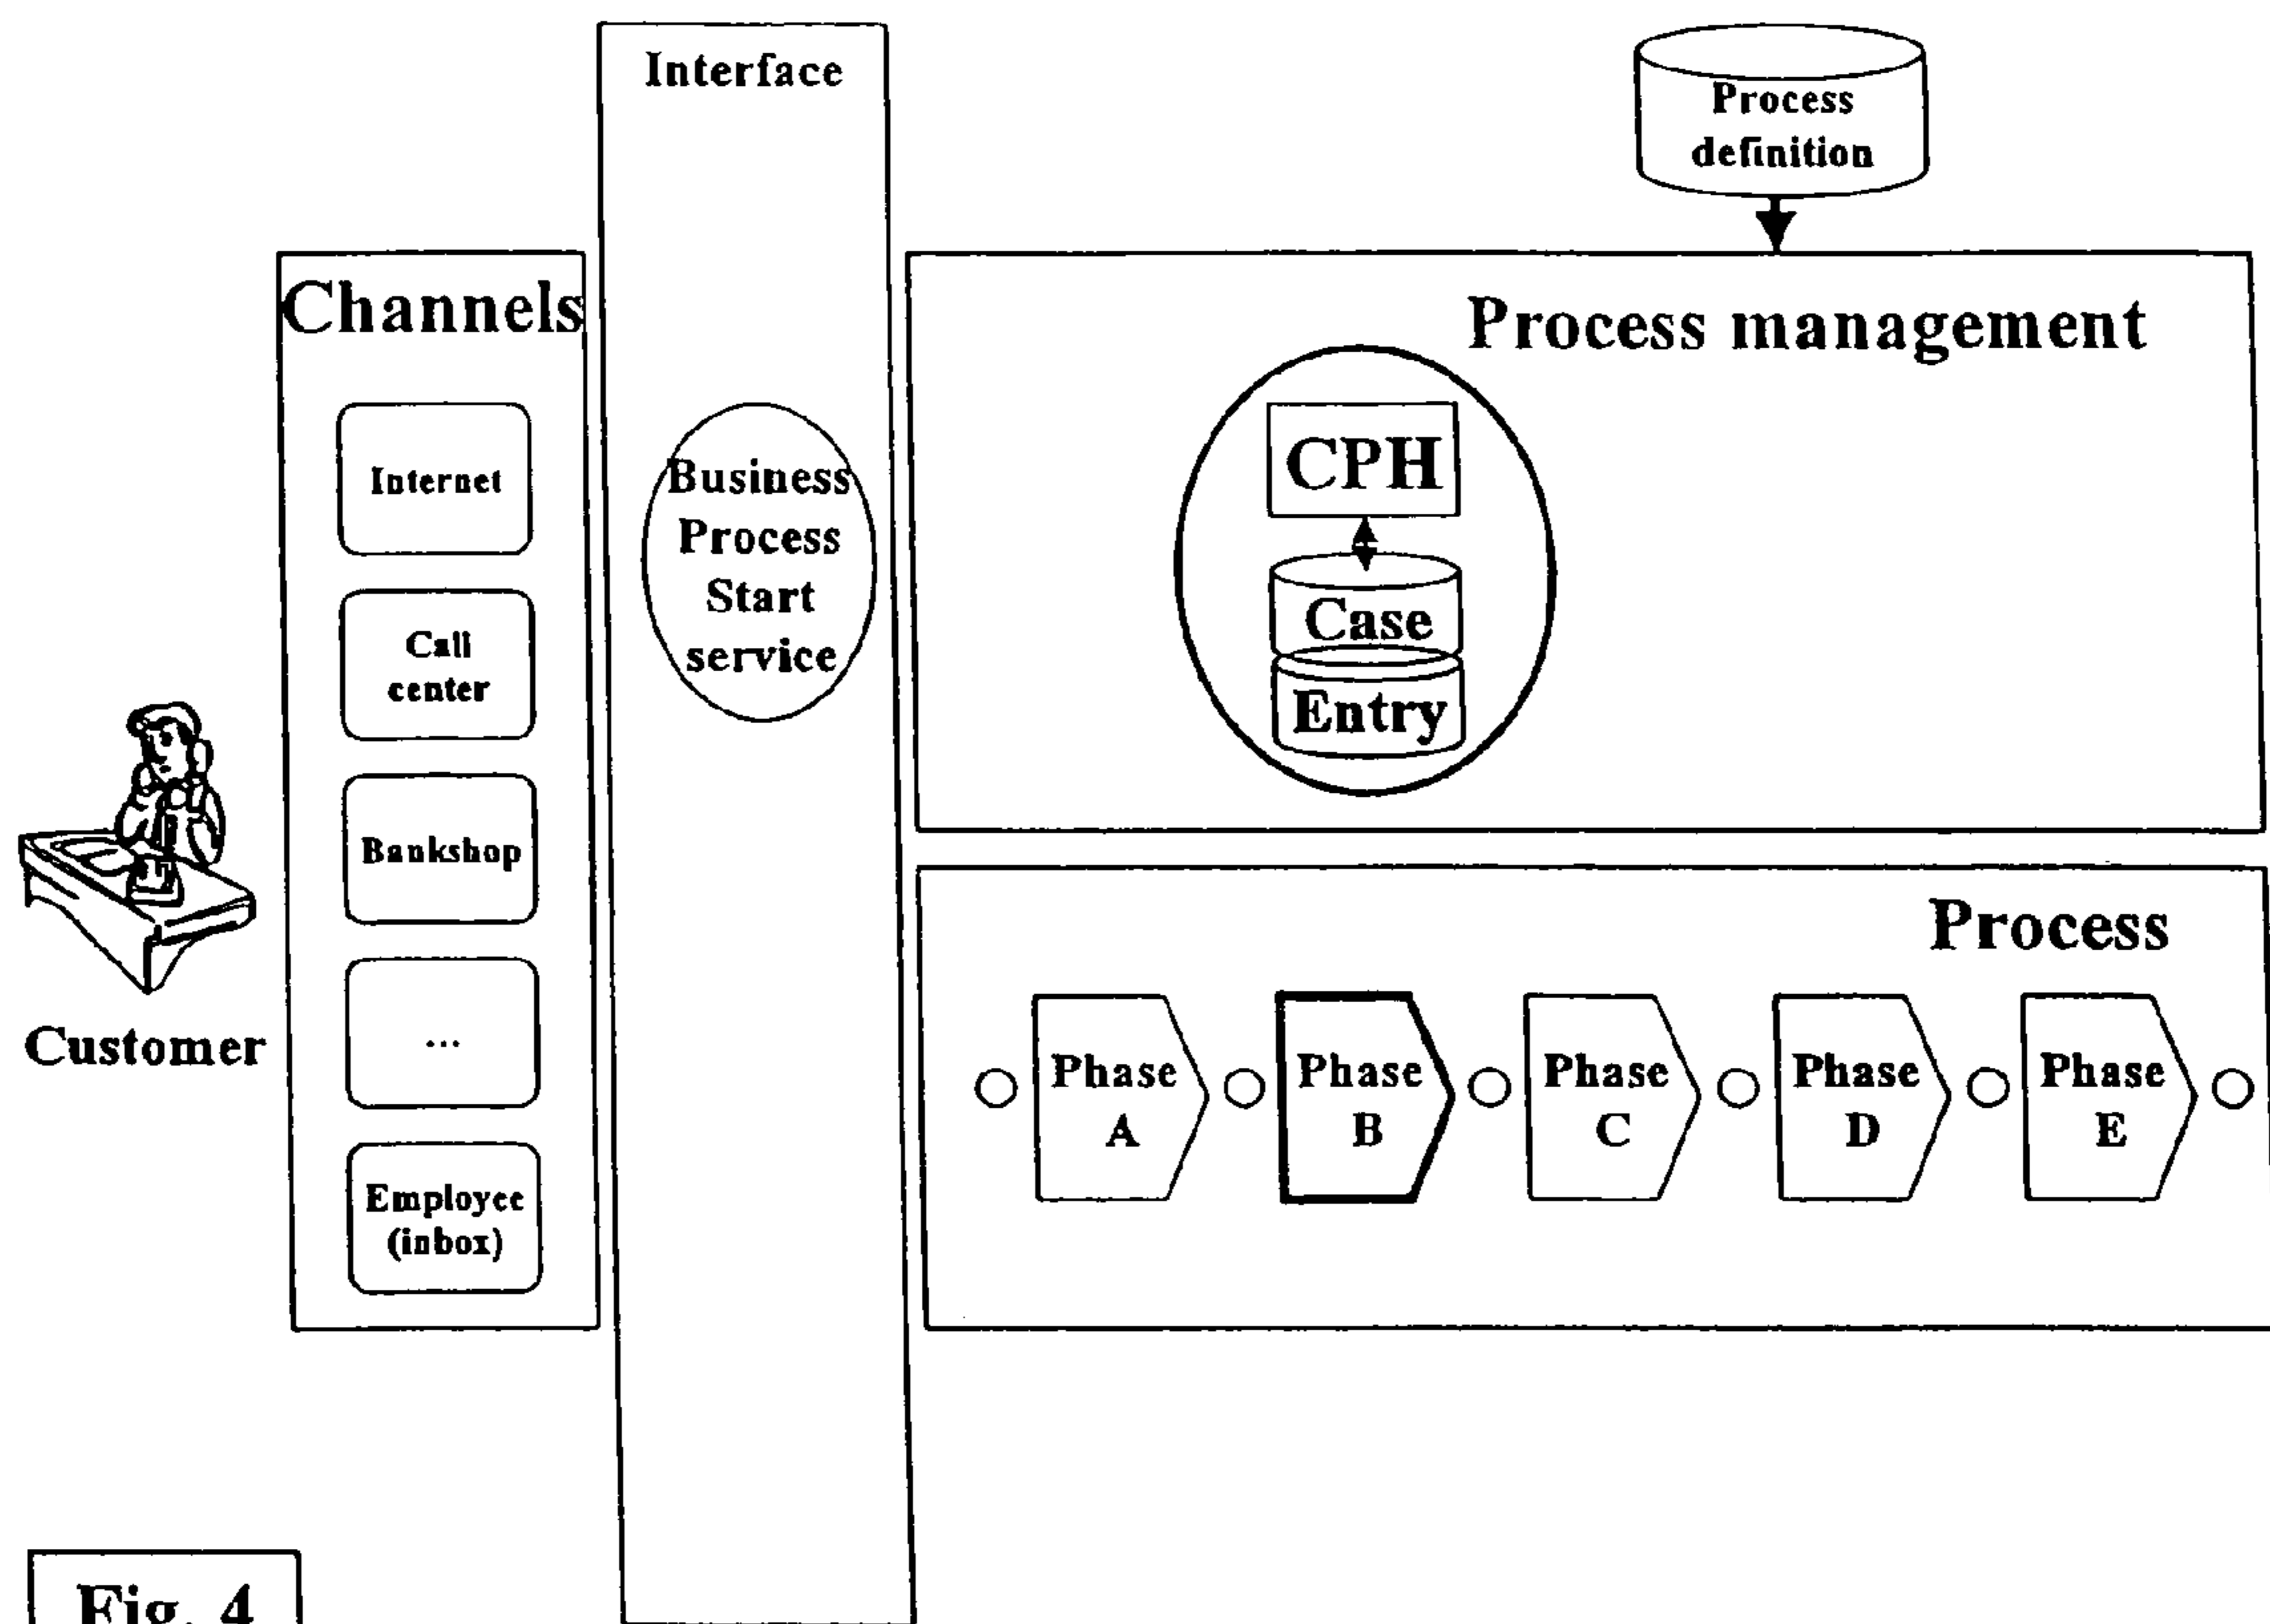 Interface
Process
definition
Channels
Process management
Internet
Call
center
Bankshop
...
Employee
(inbox)
Business
Process
Start
service
CPH
Case
Entry
Customer
Process
Phase
A
Phase
B
Phase
C
Phase
D
Phase
E
Fig. 4